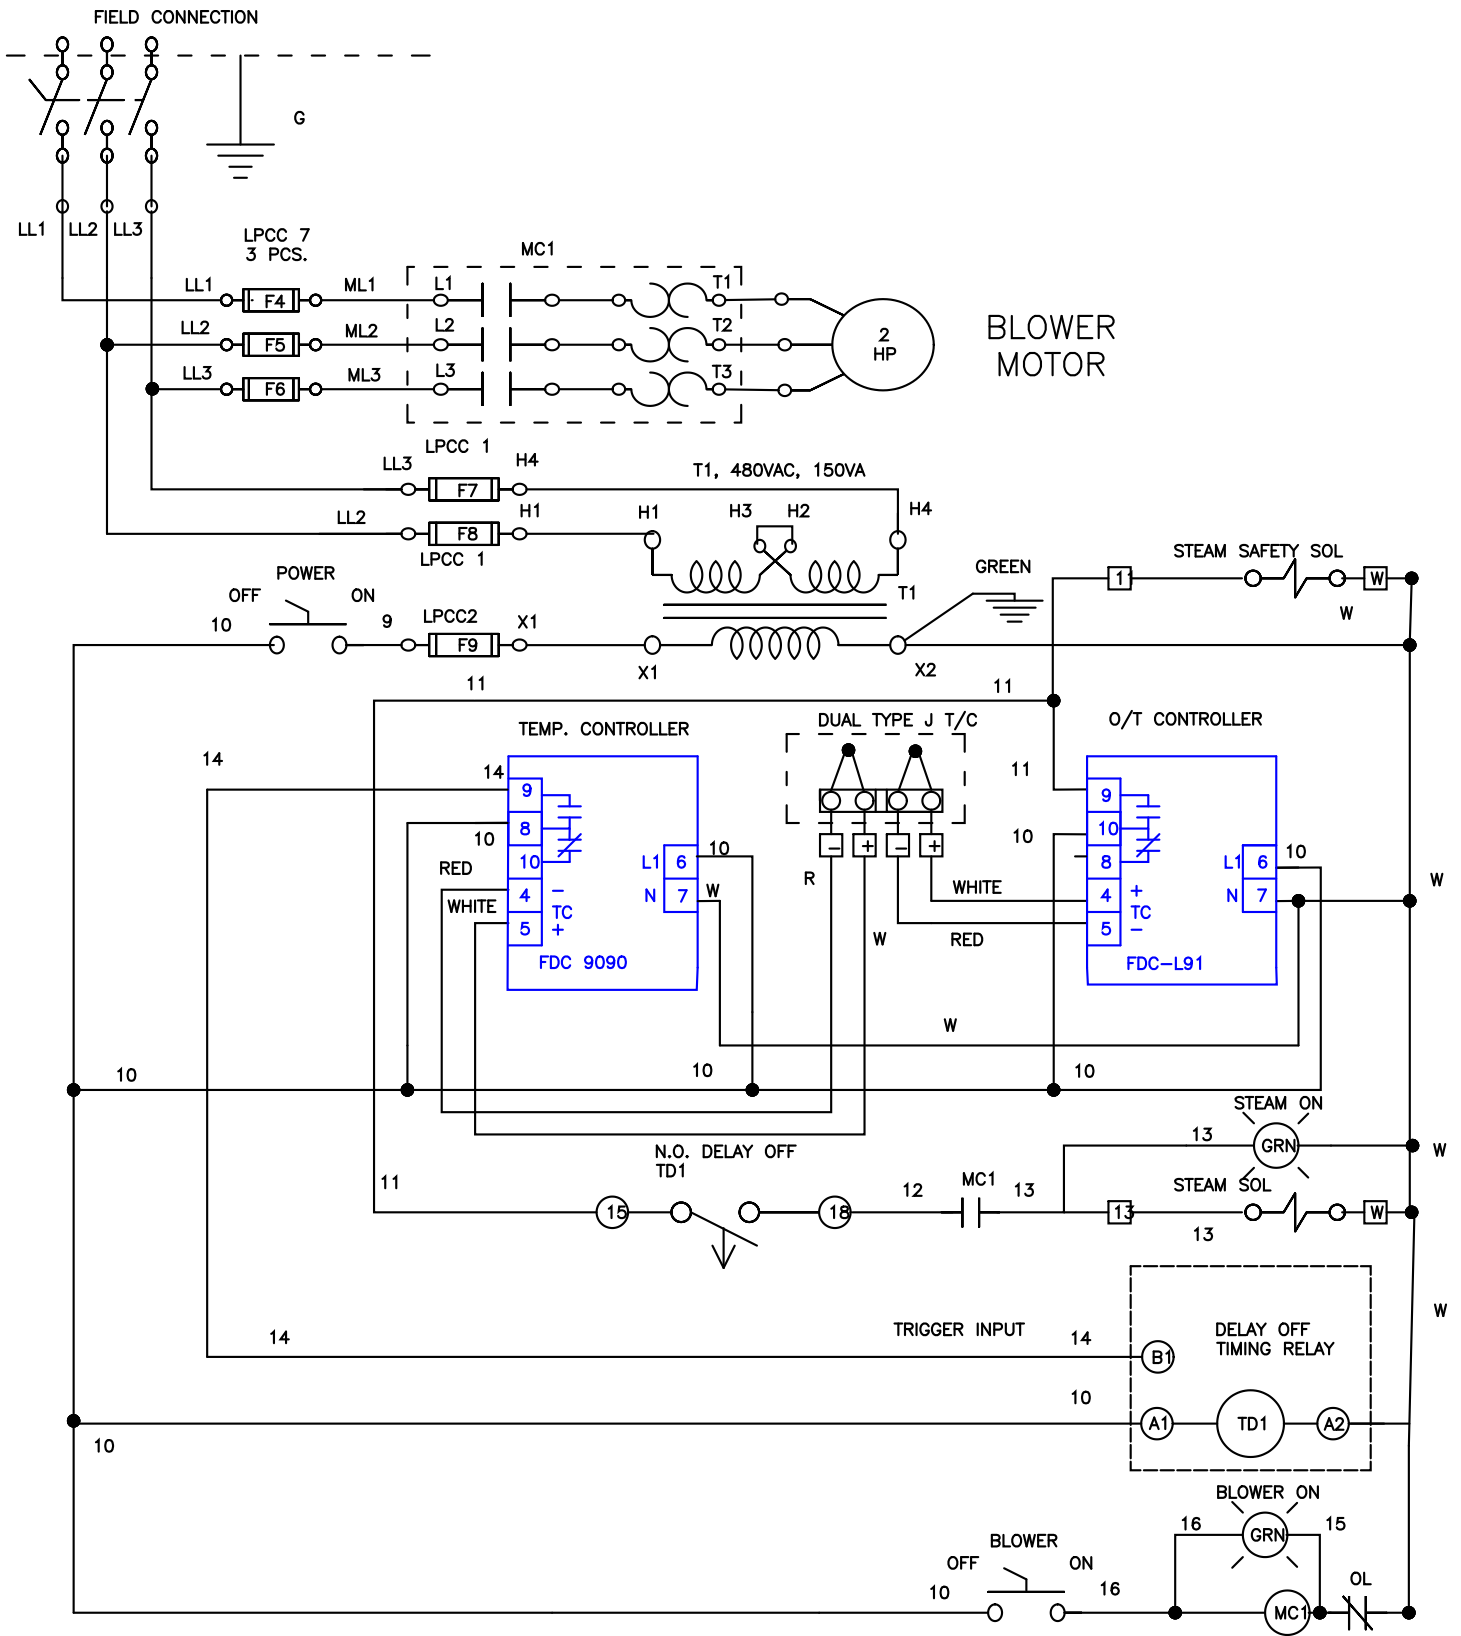 FIELD CONNECTION
G
LL1
LL2
LL3
LPCC 7
3 PCS.
MC1
LL1
F4
ML1
L1
T1
LL2
F5
ML2
L2
T2
LL3
F6
ML3
L3
T3
2
HP
BLOWER
MOTOR
LPCC 1
LL3
F7
H4
T1, 480VAC, 150VA
LL2
F8
H1
LPCC 1
H1
H3
H2
H4
T1
GREEN
STEAM SAFETY SOL
11
W
W
POWER
OFF
ON
10
9
LPCC2
F9
X1
X1
X2
11
11
TEMP. CONTROLLER
DUAL TYPE J T/C
O/T CONTROLLER
14
14
9
8
10
4
5
10
RED
WHITE
−
TC
+
L1
6
N
7
FDC 9090
10
W
−
+
−
+
R
W
WHITE
RED
11
10
9
10
8
4
5
+
TC
−
L1
6
N
7
FDC−L91
10
W
W
10
10
10
STEAM ON
13
GRN
W
N.O. DELAY OFF
TD1
11
15
18
12
MC1
13
STEAM SOL
13
13
W
W
14
TRIGGER INPUT
14
B1
DELAY OFF
TIMING RELAY
10
10
A1
TD1
A2
BLOWER ON
16
GRN
15
BLOWER
OFF
ON
10
16
MC1
OL